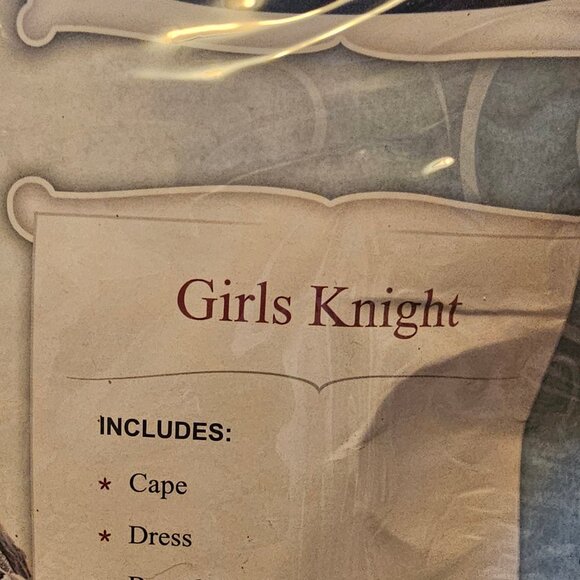 Girls Knight
INCLUDES:
* Cape
* Dress